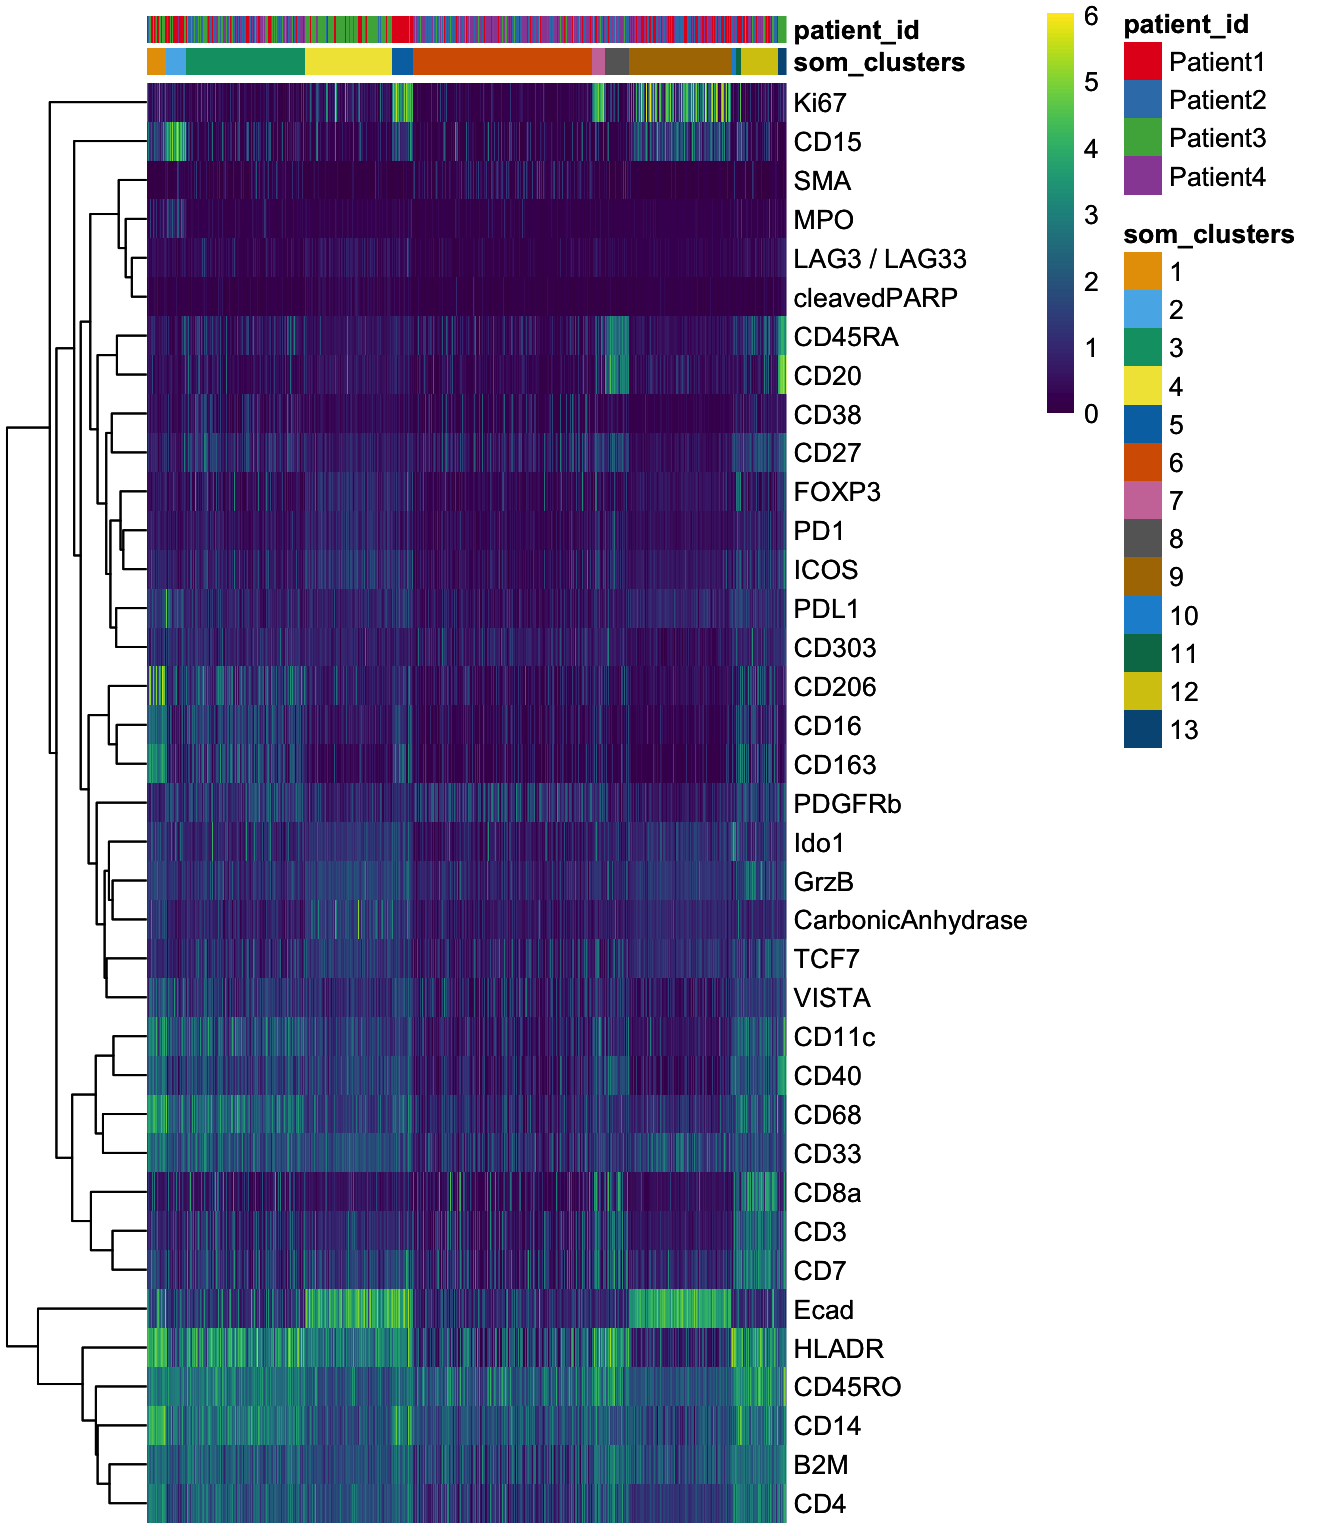 patient_id
som_clusters
Ki67
CD15
SMA
MPO
LAG3 / LAG33
cleavedPARP
CD45RA
CD20
CD38
CD27
FOXP3
PD1
ICOS
PDL1
CD303
CD206
CD16
CD163
PDGFRb
Ido1
GrzB
CarbonicAnhydrase
TCF7
VISTA
CD11c
CD40
CD68
CD33
CD8a
CD3
CD7
Ecad
HLADR
CD45RO
CD14
B2M
CD4
6
5
4
3
2
1
0
patient_id
Patient1
Patient2
Patient3
Patient4
som_clusters
1
2
3
4
5
6
7
8
9
10
11
12
13